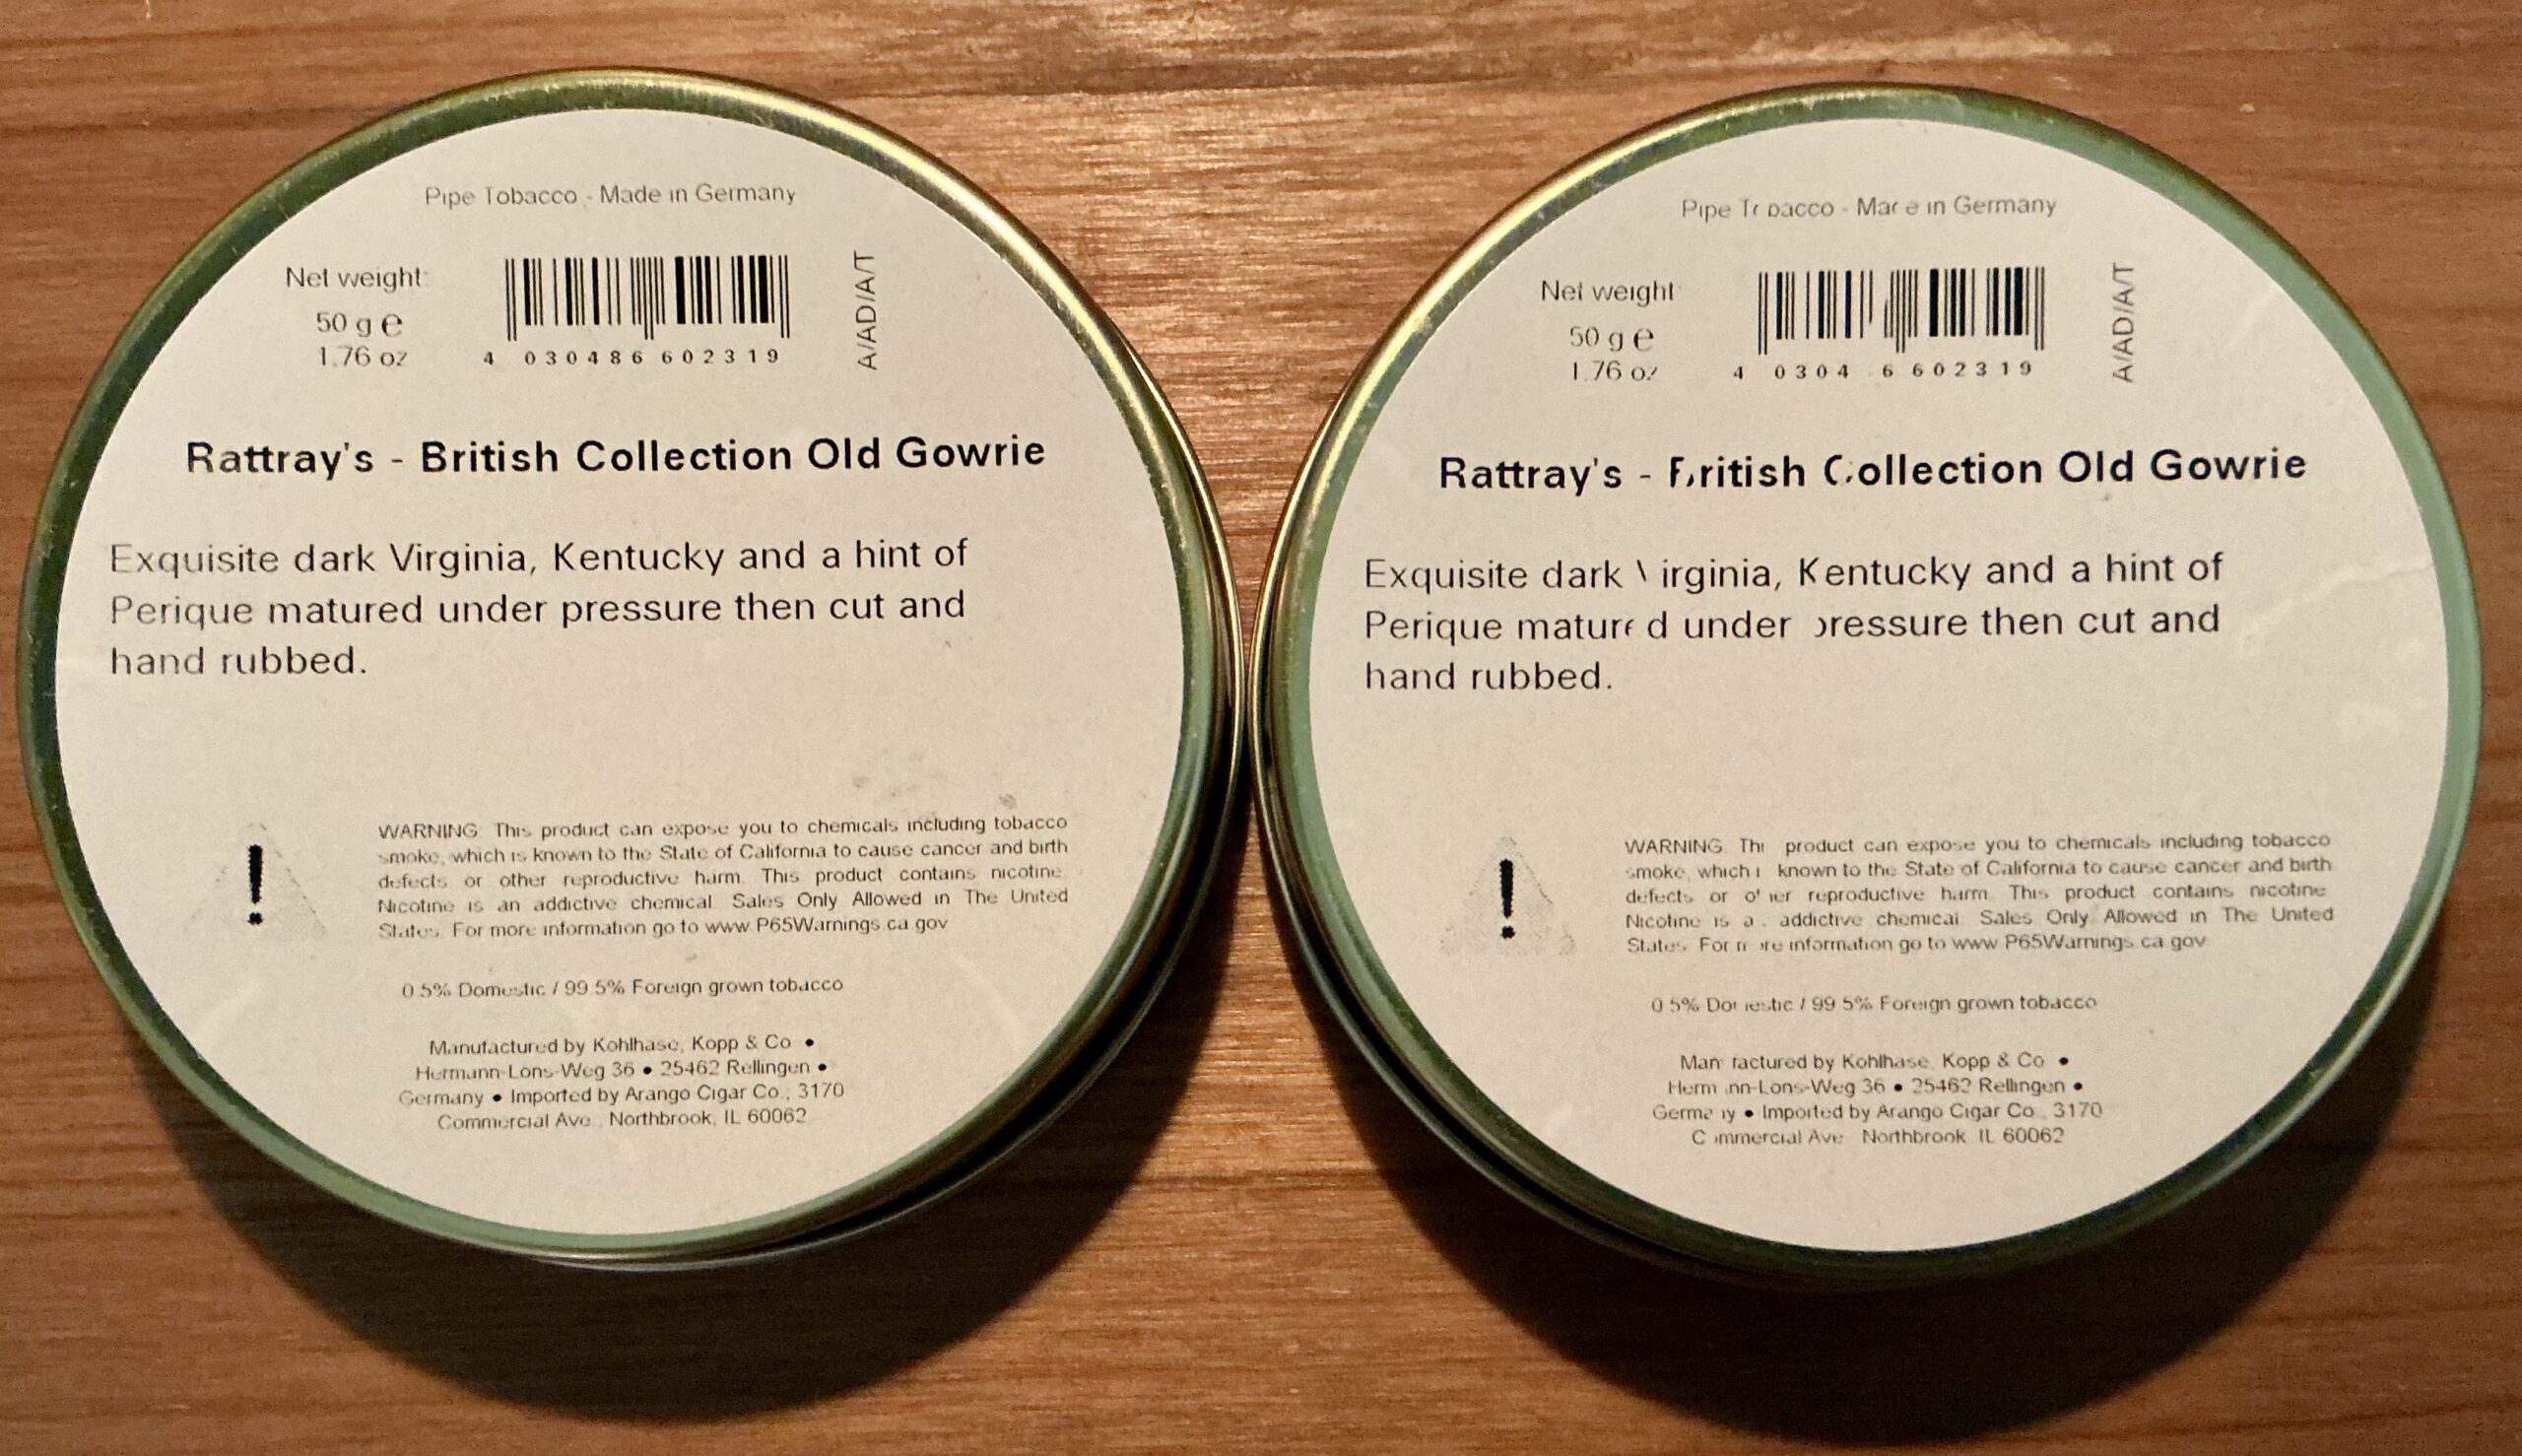 Pipe Tobacco - Made in Germany
Net weight:
50 g e
1.76 oz
4 030486 602319
A/AD/A/T
Rattray's - British Collection Old Gowrie
Exquisite dark Virginia, Kentucky and a hint of
Perique matured under pressure then cut and
hand rubbed.
WARNING: This product can expose you to chemicals including tobacco
smoke, which is known to the State of California to cause cancer and birth
defects or other reproductive harm. This product contains nicotine.
Nicotine is an addictive chemical. Sales Only Allowed in The United
States. For more information go to www.P65Warnings.ca.gov
0.5% Domestic / 99.5% Foreign grown tobacco
Manufactured by Kohlhase, Kopp & Co. •
Hermann-Löns-Weg 36 • 25462 Rellingen •
Germany • Imported by Arango Cigar Co., 3170
Commercial Ave., Northbrook, IL 60062
Pipe Tobacco - Made in Germany
Net weight
50 g e
1.76 oz
4 0304 6 602319
A/AD/A/T
Rattray's - British Collection Old Gowrie
Exquisite dark Virginia, Kentucky and a hint of
Perique matured under pressure then cut and
hand rubbed.
WARNING: This product can expose you to chemicals including tobacco
smoke, which is known to the State of California to cause cancer and birth
defects or other reproductive harm. This product contains nicotine.
Nicotine is an addictive chemical. Sales Only Allowed in The United
States. For more information go to www.P65Warnings.ca.gov
0.5% Domestic / 99.5% Foreign grown tobacco
Manufactured by Kohlhase, Kopp & Co. •
Hermann-Löns-Weg 36 • 25462 Rellingen •
Germany • Imported by Arango Cigar Co., 3170
Commercial Ave., Northbrook, IL 60062